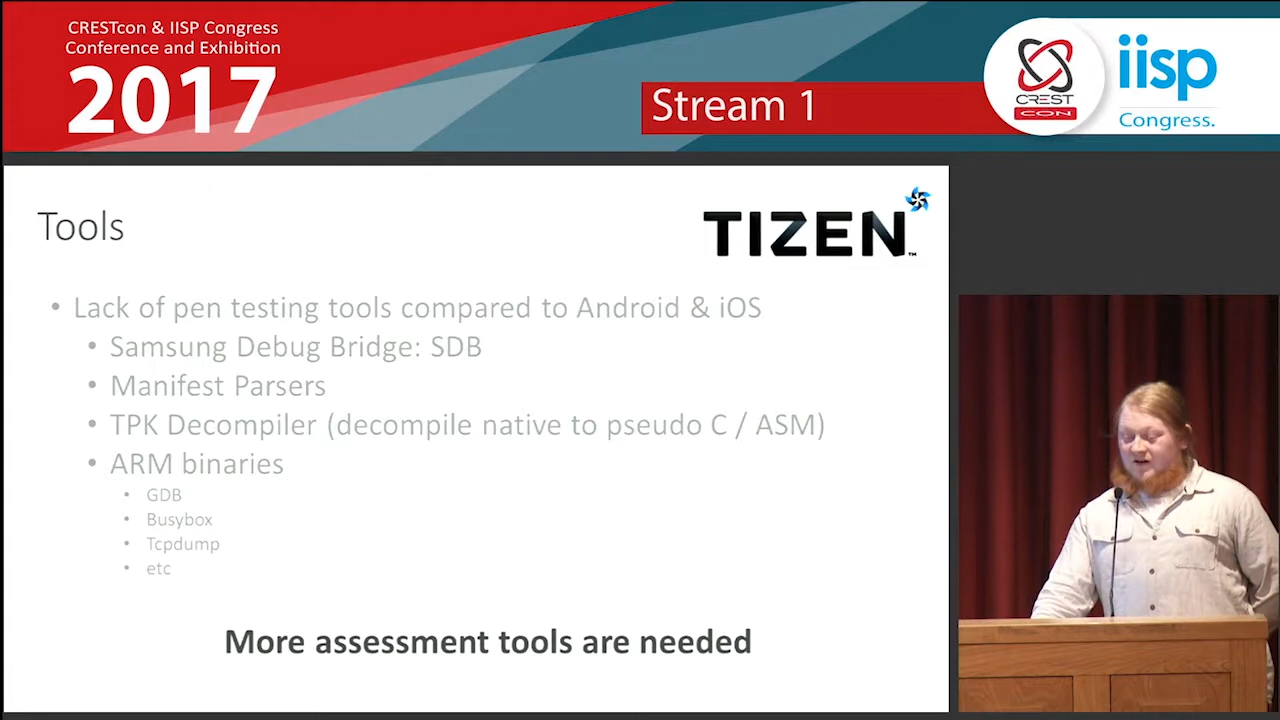 CRESTcon & IISP Congress
Conference and Exhibition
2017
Stream 1
CREST
CON
iisp
Congress.
Tools
TIZEN™
• Lack of pen testing tools compared to Android & iOS
• Samsung Debug Bridge: SDB
• Manifest Parsers
• TPK Decompiler (decompile native to pseudo C / ASM)
• ARM binaries
• GDB
• Busybox
• Tcpdump
• etc
More assessment tools are needed